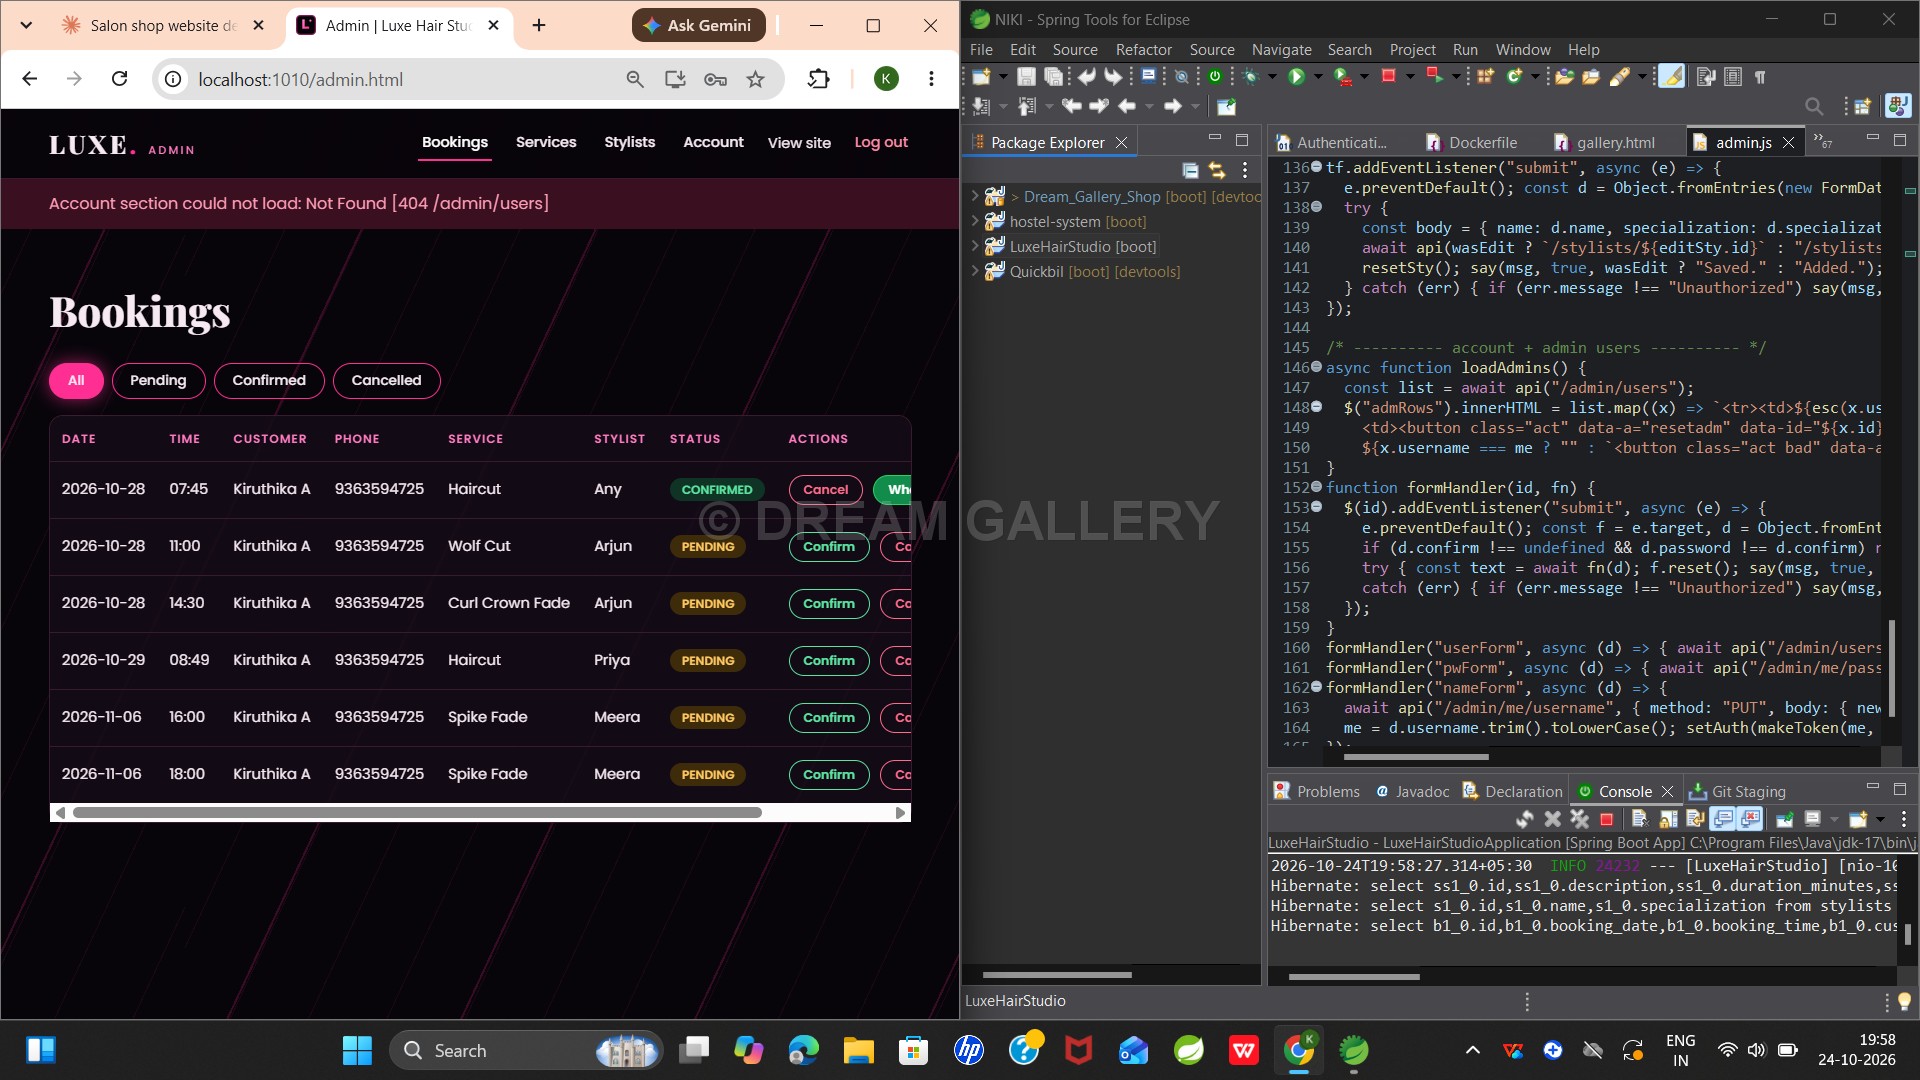 Salon shop website de
Admin | Luxe Hair Stud
Ask Gemini
localhost:1010/admin.html
K
LUXE. ADMIN
Bookings Services Stylists Account View site Log out
Account section could not load: Not Found [404 /admin/users]
Bookings
All Pending Confirmed Cancelled
DATE TIME CUSTOMER PHONE SERVICE STYLIST STATUS ACTIONS
2026-10-28 07:45 Kiruthika A 9363594725 Haircut Any CONFIRMED Cancel Wh
2026-10-28 11:00 Kiruthika A 9363594725 Wolf Cut Arjun PENDING Confirm Ca
2026-10-28 14:30 Kiruthika A 9363594725 Curl Crown Fade Arjun PENDING Confirm Ca
2026-10-29 08:49 Kiruthika A 9363594725 Haircut Priya PENDING Confirm Ca
2026-11-06 16:00 Kiruthika A 9363594725 Spike Fade Meera PENDING Confirm Ca
2026-11-06 18:00 Kiruthika A 9363594725 Spike Fade Meera PENDING Confirm Ca
© DREAM GALLERY
NIKI - Spring Tools for Eclipse
File Edit Source Refactor Source Navigate Search Project Run Window Help
Package Explorer
> Dream_Gallery_Shop [boot] [devtoo
hostel-system [boot]
LuxeHairStudio [boot]
Quickbil [boot] [devtools]
Authenticati... Dockerfile gallery.html admin.js »67
136 tf.addEventListener("submit", async (e) => {
137 e.preventDefault(); const d = Object.fromEntries(new FormDat
138 try {
139 const body = { name: d.name, specialization: d.specializat
140 await api(wasEdit ? `/stylists/${editSty.id}` : "/stylists
141 resetSty(); say(msg, true, wasEdit ? "Saved." : "Added.");
142 } catch (err) { if (err.message !== "Unauthorized") say(msg,
143 });
144
145 /* ---------- account + admin users ---------- */
146 async function loadAdmins() {
147 const list = await api("/admin/users");
148 $("admRows").innerHTML = list.map((x) => `<tr><td>${esc(x.us
149 <td><button class="act" data-a="resetadm" data-id="${x.id}
150 ${x.username === me ? "" : `<button class="act bad" data-a
151 }
152 function formHandler(id, fn) {
153 $(id).addEventListener("submit", async (e) => {
154 e.preventDefault(); const f = e.target, d = Object.fromEnt
155 if (d.confirm !== undefined && d.password !== d.confirm) r
156 try { const text = await fn(d); f.reset(); say(msg, true,
157 catch (err) { if (err.message !== "Unauthorized") say(msg,
158 });
159 }
160 formHandler("userForm", async (d) => { await api("/admin/users
161 formHandler("pwForm", async (d) => { await api("/admin/me/pass
162 formHandler("nameForm", async (d) => {
163 await api("/admin/me/username", { method: "PUT", body: { new
164 me = d.username.trim().toLowerCase(); setAuth(makeToken(me,
Problems Javadoc Declaration Console Git Staging
LuxeHairStudio - LuxeHairStudioApplication [Spring Boot App] C:\Program Files\Java\jdk-17\bin\j
2026-10-24T19:58:27.314+05:30 INFO 24232 --- [LuxeHairStudio] [nio-10
Hibernate: select ss1_0.id,ss1_0.description,ss1_0.duration_minutes,ss
Hibernate: select s1_0.id,s1_0.name,s1_0.specialization from stylists
Hibernate: select b1_0.id,b1_0.booking_date,b1_0.booking_time,b1_0.cus
LuxeHairStudio
Search
ENG
IN
19:58
24-10-2026